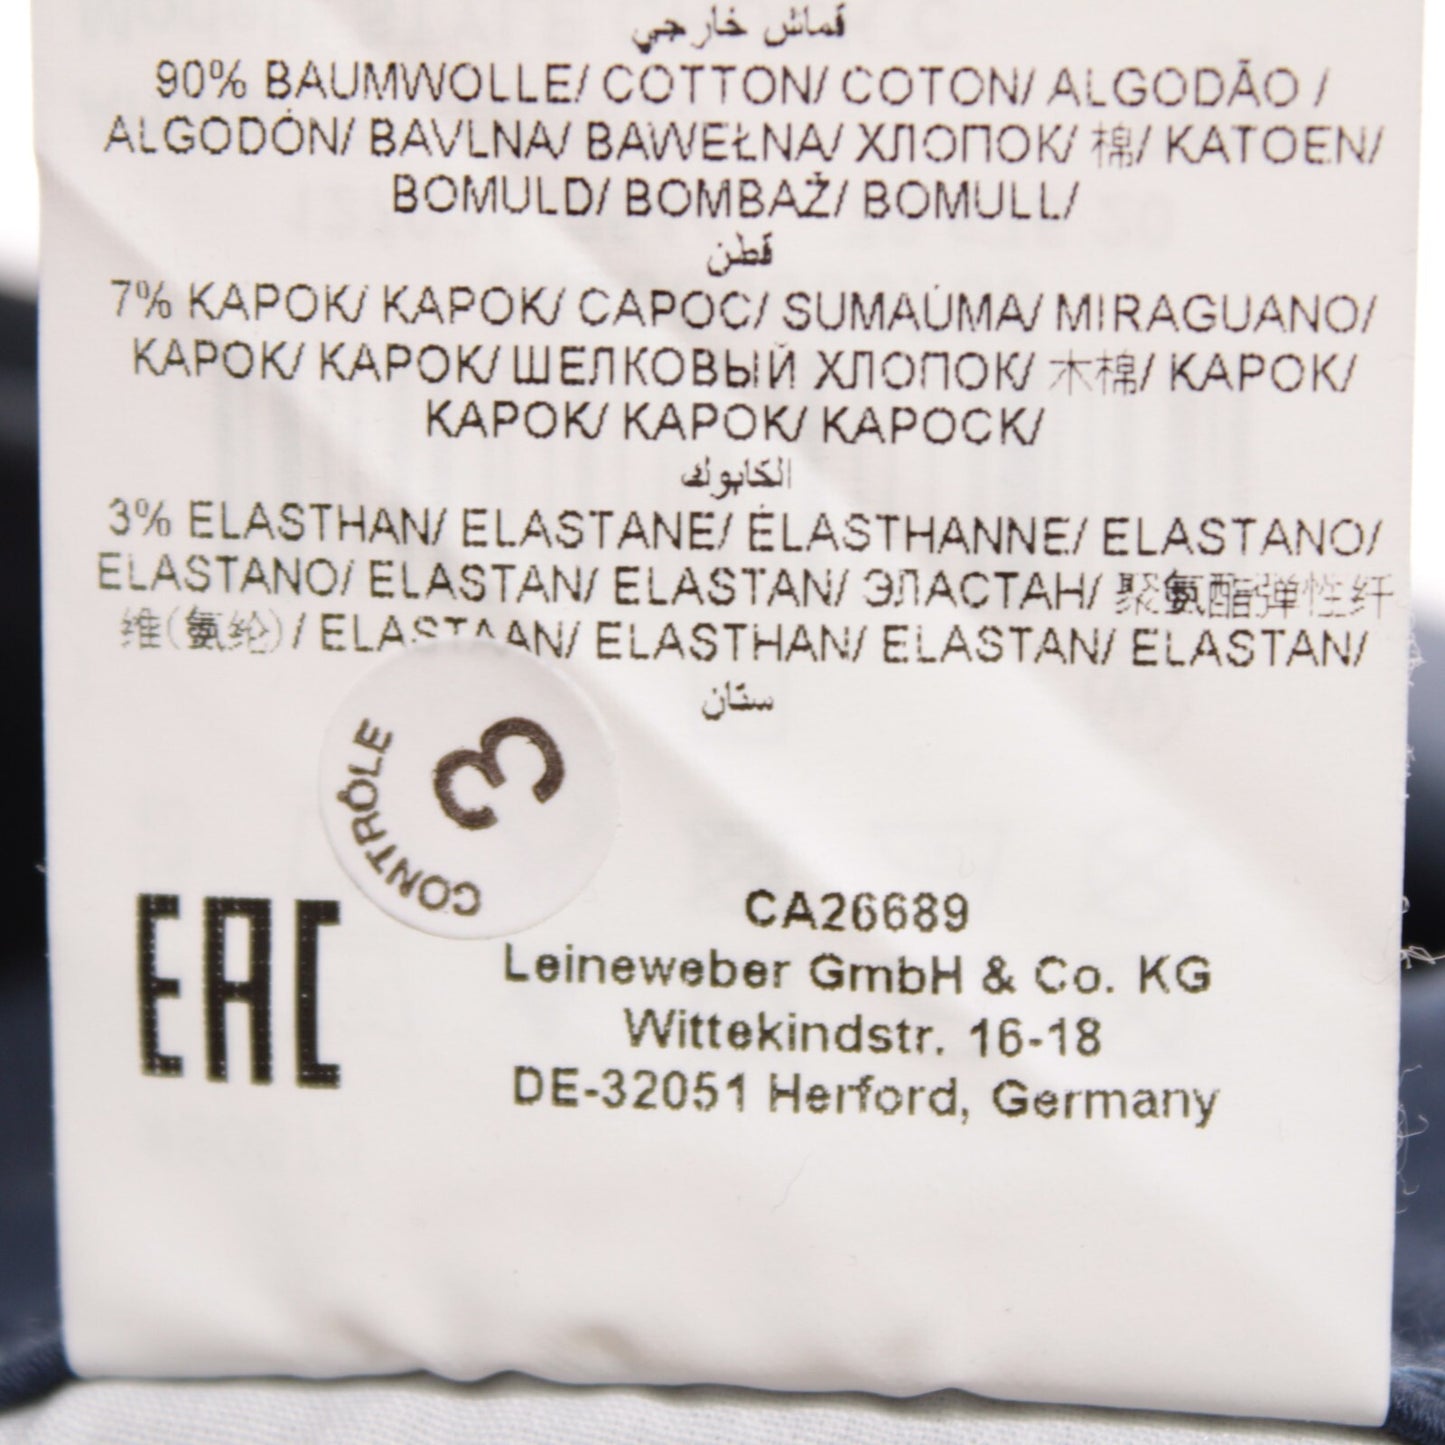 قماش خارجي
90% BAUMWOLLE/ COTTON/ COTON/ ALGODÃO /
ALGODÓN/ BAVLNA/ BAWEŁNA/ ХЛОПОК/ 棉/ KATOEN/
BOMULD/ BOMBAŽ/ BOMULL/
قطن
7% KAPOK/ KAPOK/ CAPOC/ SUMAÚMA/ MIRAGUANO/
KAPOK/ KAPOK/ ШЕЛКОВЫЙ ХЛОПОК/ 木棉/ KAPOK/
KAPOK/ KAPOK/ KAPOCK/
الكابوك
3% ELASTHAN/ ELASTANE/ ÉLASTHANNE/ ELASTANO/
ELASTANO/ ELASTAN/ ELASTAN/ ЭЛАСТАН/ 聚氨酯弹性纤
维(氨纶)/ ELASTAAN/ ELASTHAN/ ELASTAN/ ELASTAN/
ستان
CONTRÔLE
3
EAC
CA26689
Leineweber GmbH & Co. KG
Wittekindstr. 16-18
DE-32051 Herford, Germany